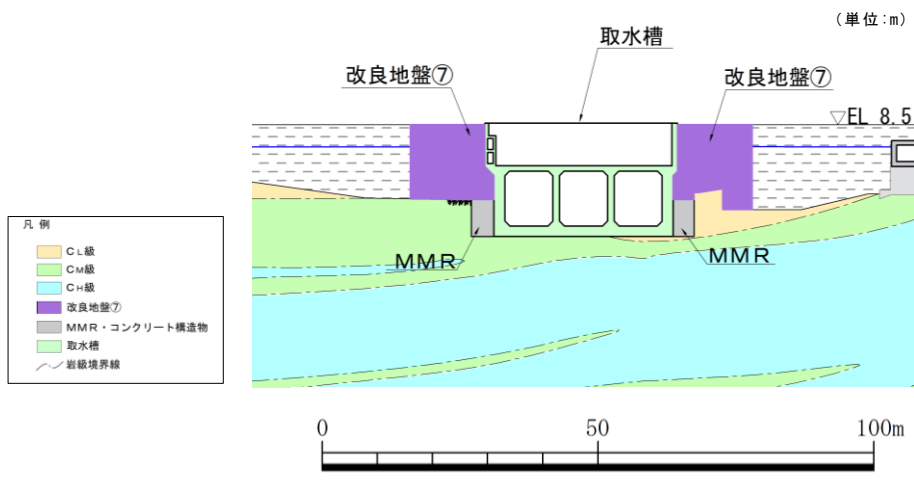 (単位:m)
取水槽
改良地盤⑦
改良地盤⑦
▽EL 8.5
MMR
MMR
凡 例
CL級
CM級
CH級
改良地盤⑦
MMR・コンクリート構造物
取水槽
岩級境界線
0 50 100m